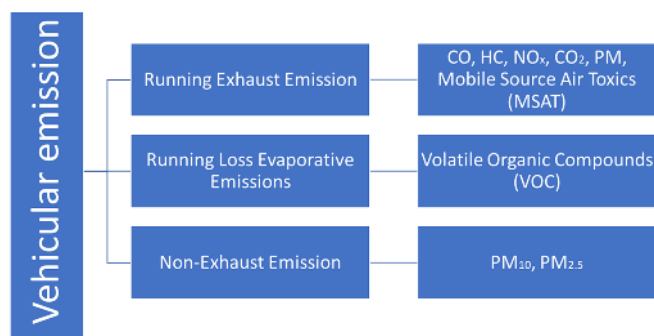 Vehicular emission
Running Exhaust Emission
CO, HC, NOₓ, CO₂, PM,
Mobile Source Air Toxics
(MSAT)
Running Loss Evaporative
Emissions
Volatile Organic Compounds
(VOC)
Non-Exhaust Emission
PM₁₀, PM₂.₅